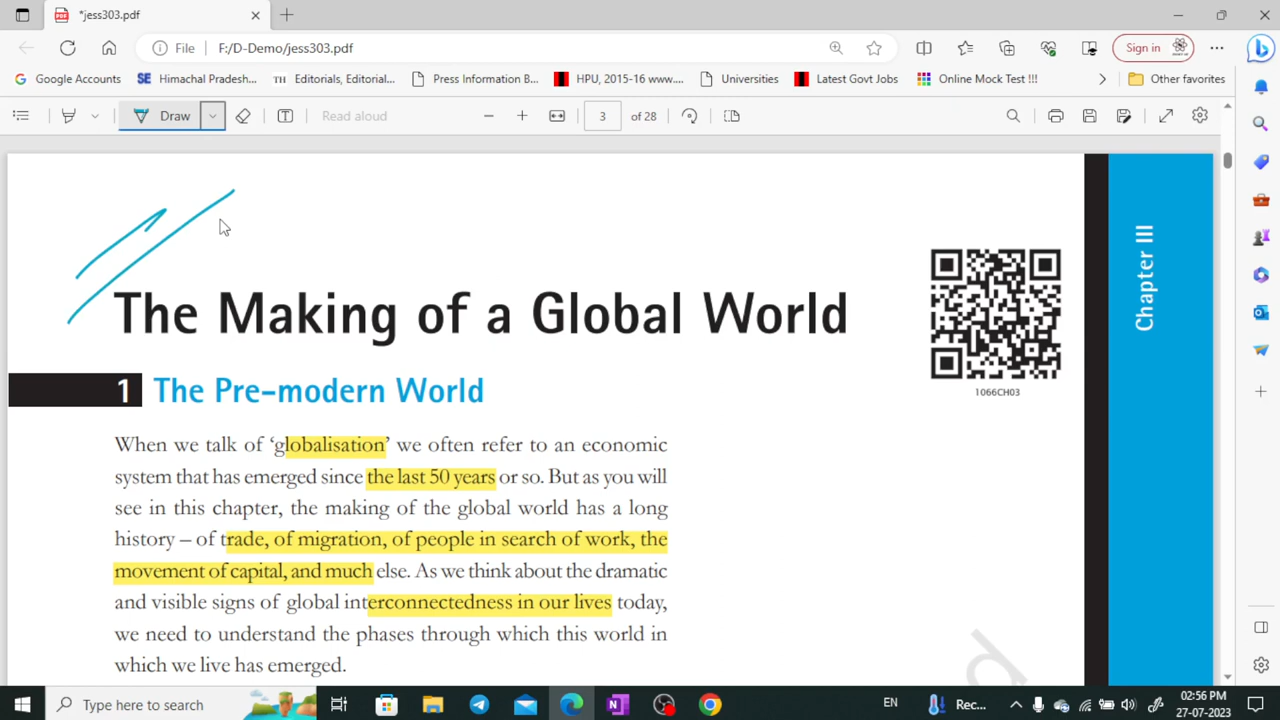 *jess303.pdf
File F:/D-Demo/jess303.pdf Sign in
Google Accounts SE Himachal Pradesh... TH Editorials, Editorial... Press Information B... HPU, 2015-16 www.... Universities Latest Govt Jobs Online Mock Test !!! Other favorites
Draw Read aloud 3 of 28
Chapter III
The Making of a Global World
1066CH03
1 The Pre-modern World
When we talk of ‘globalisation’ we often refer to an economic
system that has emerged since the last 50 years or so. But as you will
see in this chapter, the making of the global world has a long
history – of trade, of migration, of people in search of work, the
movement of capital, and much else. As we think about the dramatic
and visible signs of global interconnectedness in our lives today,
we need to understand the phases through which this world in
which we live has emerged.
d
Type here to search Rec... EN 02:56 PM
27-07-2023